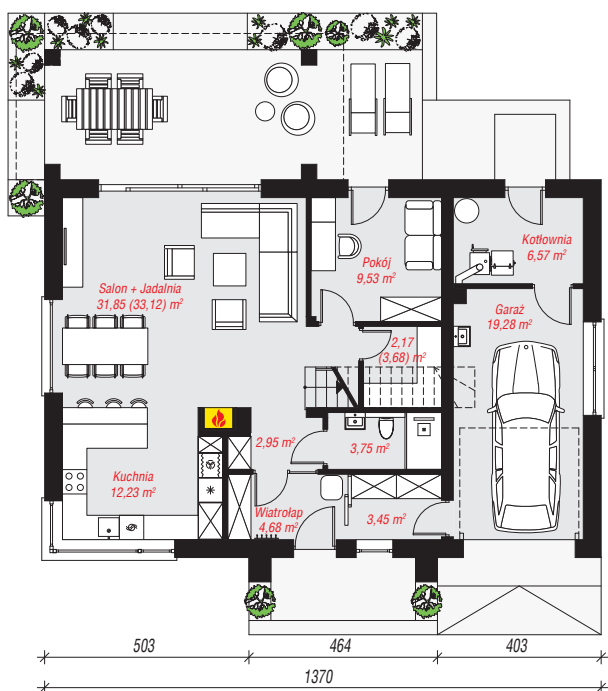 Kotłownia
6,57 m²
Pokój
9,53 m²
Salon + Jadalnia
31,85 (33,12) m²
Garaż
19,28 m²
2,17
(3,68) m²
2,95 m²
3,75 m²
Kuchnia
12,23 m²
Wiatrołap
4,68 m²
3,45 m²
503
464
403
1370